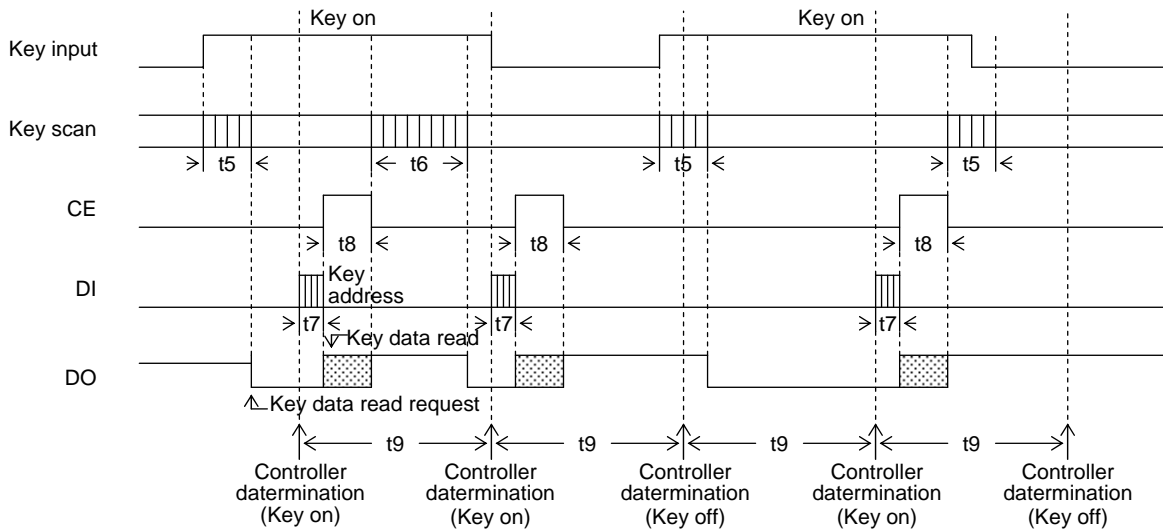 Key on
Key on
Key input
Key scan
t5
t6
t5
t5
CE
t8
t8
t8
DI
Key
address
t7
t7
t7
Key data read
DO
Key data read request
t9
t9
t9
t9
Controller
datermination
(Key on)
Controller
datermination
(Key on)
Controller
datermination
(Key off)
Controller
datermination
(Key on)
Controller
datermination
(Key off)